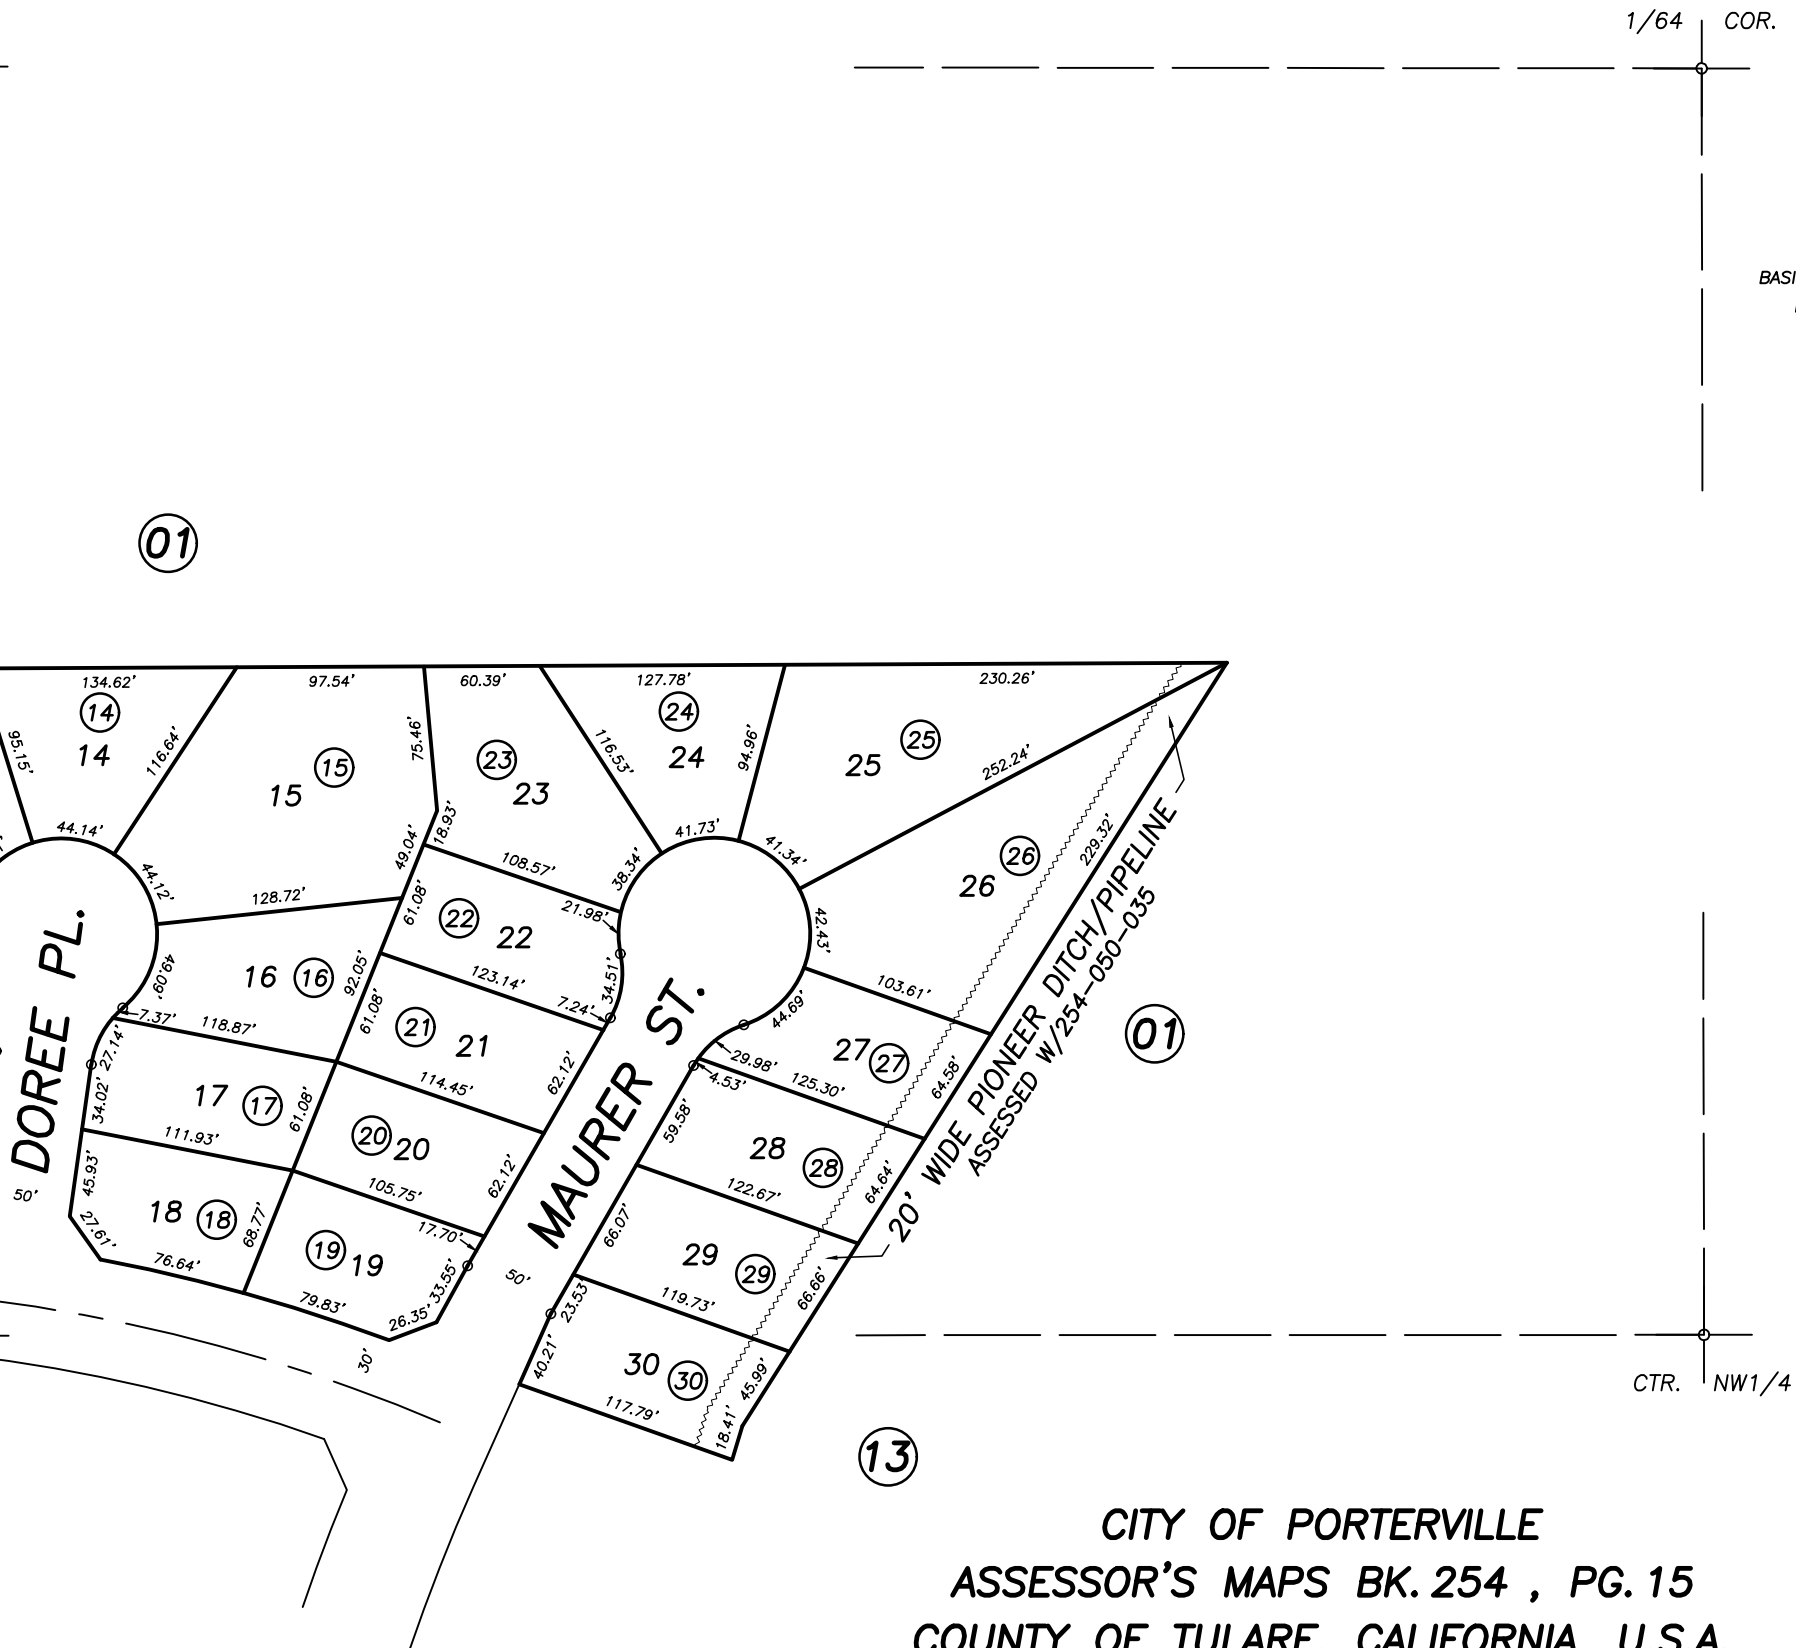 1/64 COR.
BASI
01
134.62' 97.54' 60.39' 127.78' 230.26'
14 24
14 24
95.15' 116.64' 75.46' 116.53' 94.96'
15 15 23 23 25 25
252.24'
44.14' 49.04' 18.93' 41.73' 41.34'
44.12' 108.57' 38.34'
128.72' 61.08' 21.98' 42.43'
26 26
229.32'
22 22
16 16
49.09' 92.05' 123.14' 34.51' 103.61'
7.37' 118.87' 61.08' 7.24' 44.69'
27.14' 21 21 27 27
01
29.98'
4.53' 125.30' 64.58'
34.02' 17 17 61.08' 114.45' 62.12' 59.58'
111.93' 20 20 28 28
45.93' 105.75' 62.12' 122.67' 64.64'
DOREE PL.
50'
MAURER ST.
50'
20' WIDE PIONEER DITCH/PIPELINE
ASSESSED W/254-050-035
18 18 68.77' 17.70' 66.07' 29 29
27.61' 76.64' 19 19 33.55' 66.66'
79.83' 26.35' 23.53' 119.73'
30' 40.21' 30 30 45.99'
117.79' 18.41'
CTR. NW1/4
13
CITY OF PORTERVILLE
ASSESSOR'S MAPS BK. 254 , PG. 15
COUNTY OF TULARE, CALIFORNIA, U.S.A.